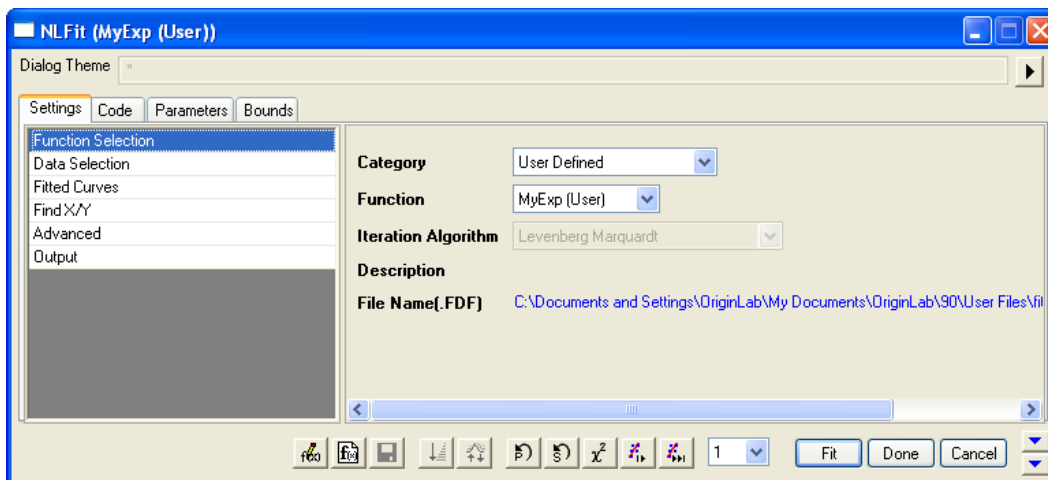 NLFit (MyExp (User))
Dialog Theme *
Settings Code Parameters Bounds
Function Selection
Data Selection
Fitted Curves
Find X/Y
Advanced
Output
Category User Defined
Function MyExp (User)
Iteration Algorithm Levenberg Marquardt
Description
File Name(.FDF) C:\Documents and Settings\OriginLab\My Documents\OriginLab\90\User Files\fi
1 Fit Done Cancel